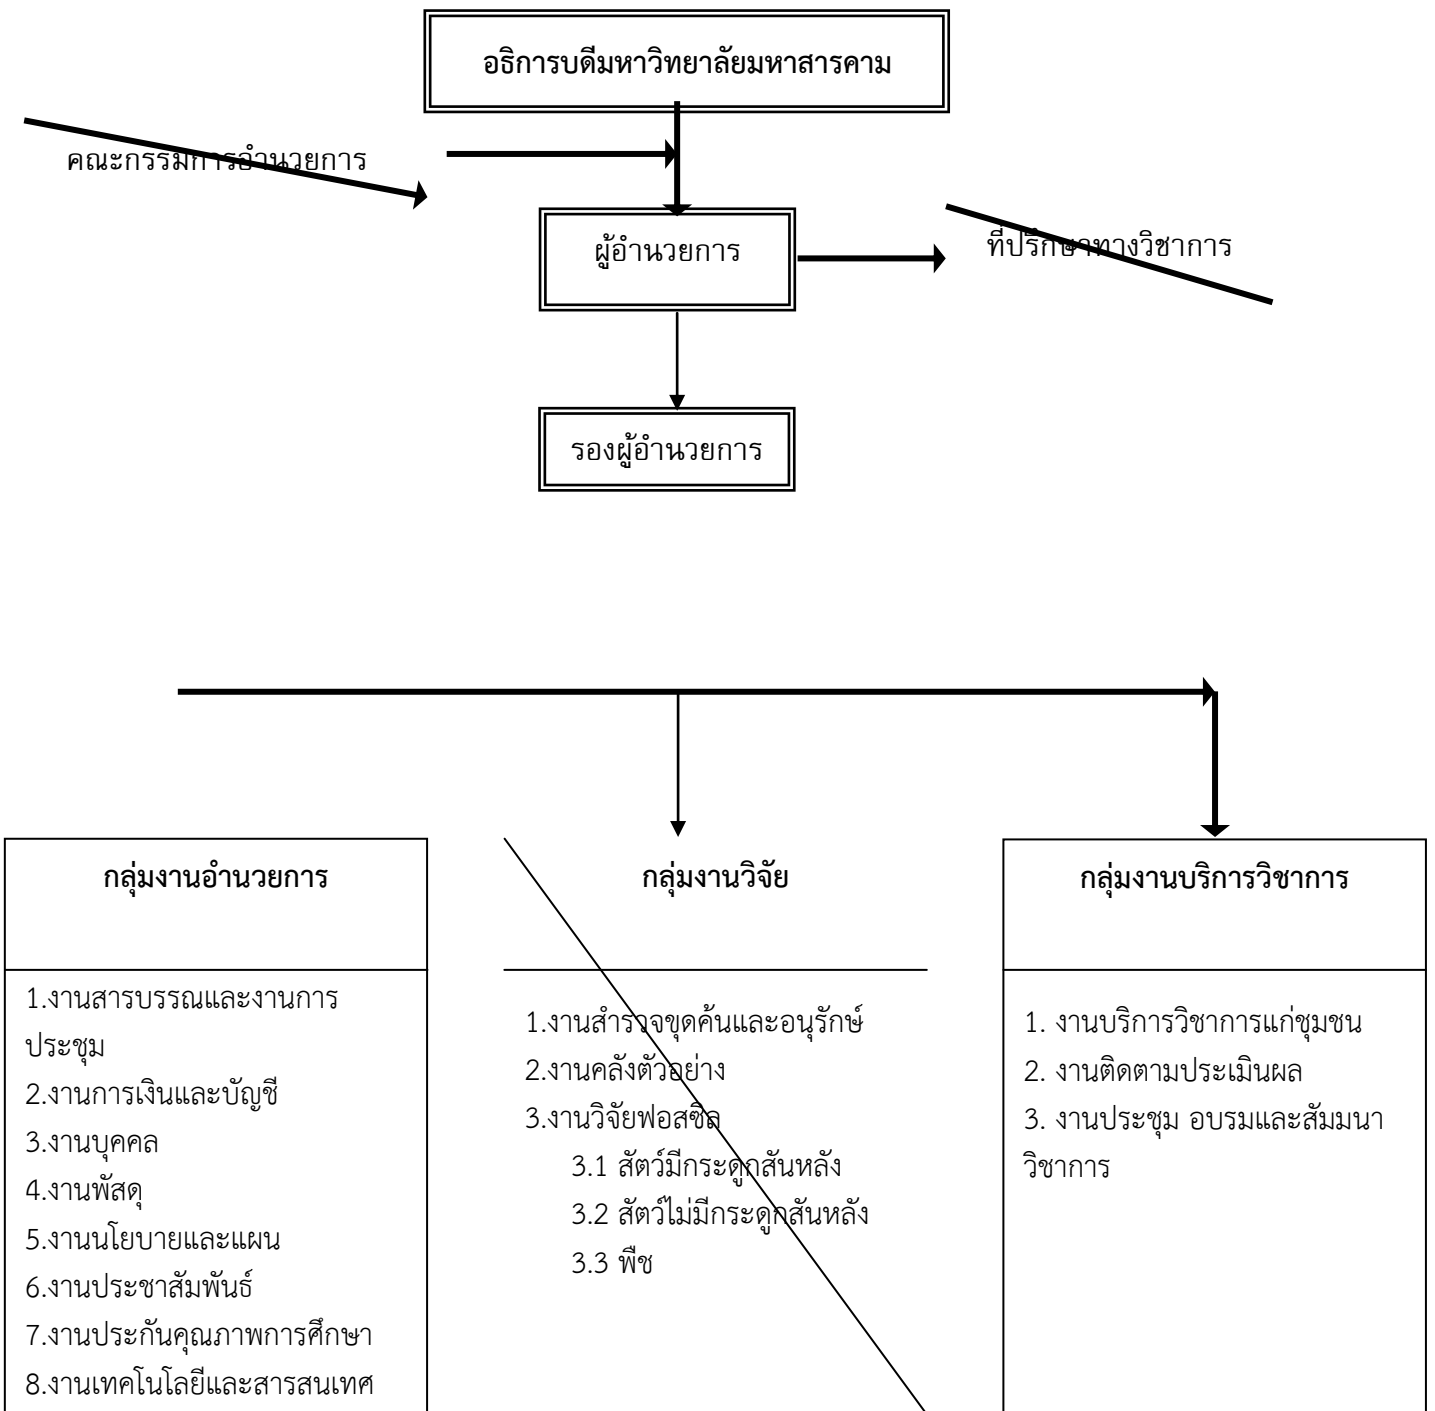 อธิการบดีมหาวิทยาลัยมหาสารคาม
คณะกรรมการอำนวยการ
ผู้อำนวยการ
ที่ปรึกษาทางวิชาการ
รองผู้อำนวยการ
กลุ่มงานอำนวยการ
1.งานสารบรรณและงานการ
ประชุม
2.งานการเงินและบัญชี
3.งานบุคคล
4.งานพัสดุ
5.งานนโยบายและแผน
6.งานประชาสัมพันธ์
7.งานประกันคุณภาพการศึกษา
8.งานเทคโนโลยีและสารสนเทศ
กลุ่มงานวิจัย
1.งานสำรวจขุดค้นและอนุรักษ์
2.งานคลังตัวอย่าง
3.งานวิจัยฟอสซิล
3.1 สัตว์มีกระดูกสันหลัง
3.2 สัตว์ไม่มีกระดูกสันหลัง
3.3 พืช
กลุ่มงานบริการวิชาการ
1. งานบริการวิชาการแก่ชุมชน
2. งานติดตามประเมินผล
3. งานประชุม อบรมและสัมมนา
วิชาการ